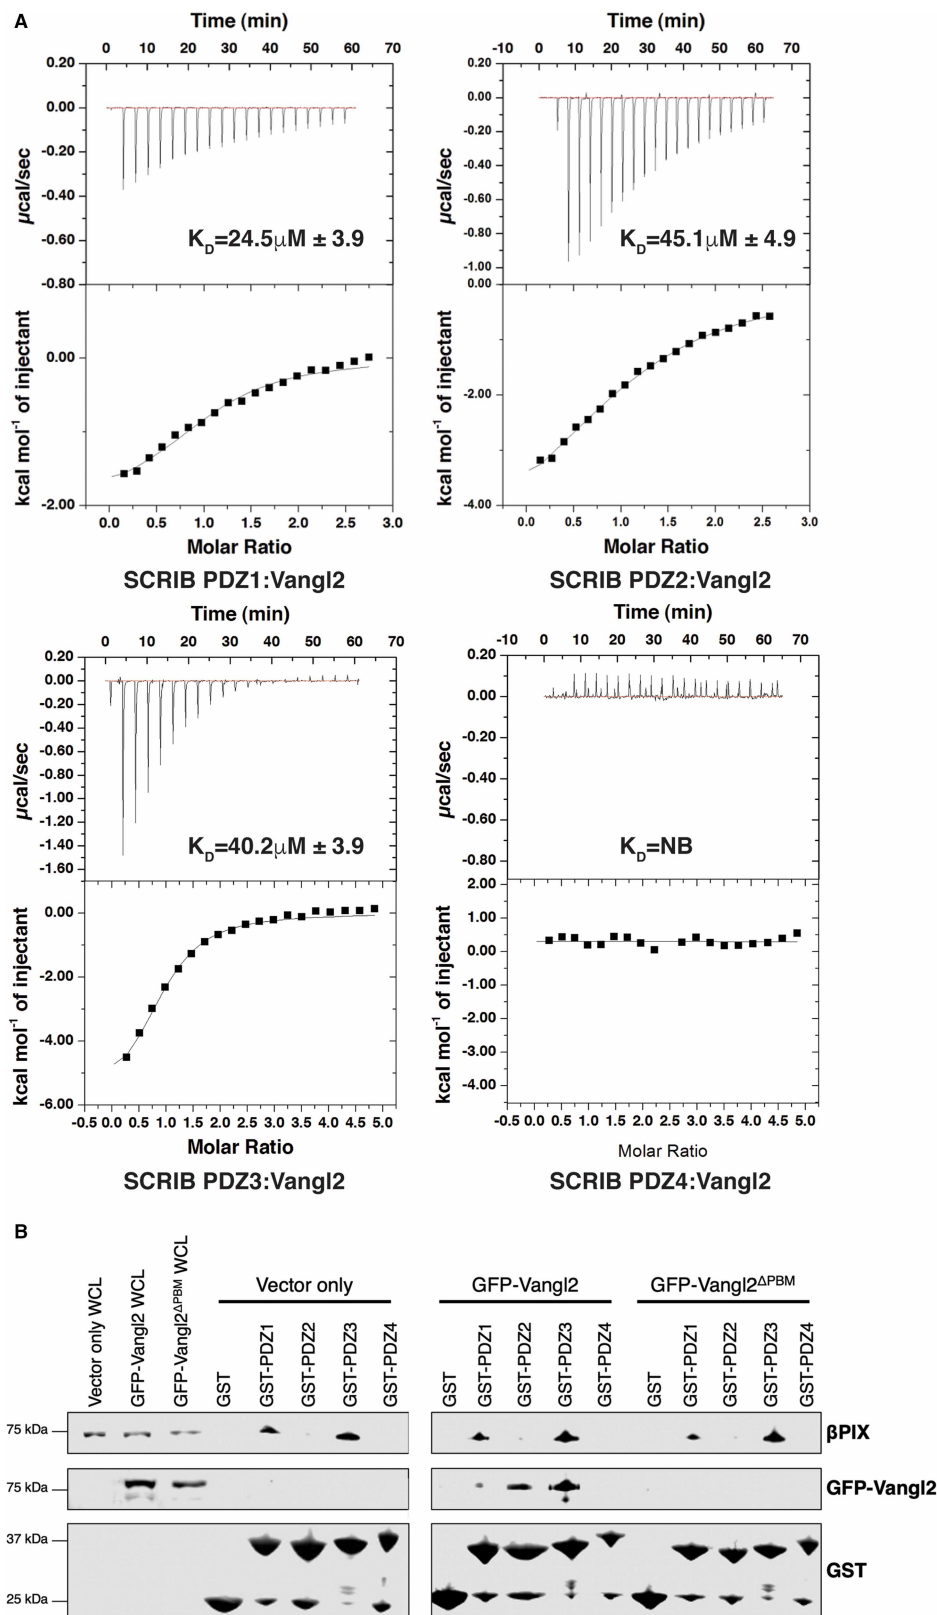 A
Time (min)
0 10 20 30 40 50 60 70
0.20
0.00
-0.20
-0.40
-0.60
-0.80
µcal/sec
K_D=24.5µM ± 3.9
0.00
-2.00
kcal mol⁻¹ of injectant
0.0 0.5 1.0 1.5 2.0 2.5 3.0
Molar Ratio
SCRIB PDZ1:Vangl2
Time (min)
-10 0 10 20 30 40 50 60 70
0.20
0.00
-0.20
-0.40
-0.60
-0.80
-1.00
µcal/sec
K_D=45.1µM ± 4.9
0.00
-2.00
-4.00
kcal mol⁻¹ of injectant
0.0 0.5 1.0 1.5 2.0 2.5 3.0
Molar Ratio
SCRIB PDZ2:Vangl2
Time (min)
0 10 20 30 40 50 60 70
0.20
0.00
-0.20
-0.40
-0.60
-0.80
-1.00
-1.20
-1.40
-1.60
µcal/sec
K_D=40.2µM ± 3.9
0.00
-2.00
-4.00
-6.00
kcal mol⁻¹ of injectant
-0.5 0.0 0.5 1.0 1.5 2.0 2.5 3.0 3.5 4.0 4.5 5.0
Molar Ratio
SCRIB PDZ3:Vangl2
Time (min)
-10 0 10 20 30 40 50 60 70
0.20
0.00
-0.20
-0.40
-0.60
-0.80
µcal/sec
K_D=NB
2.00
1.00
0.00
-1.00
-2.00
-3.00
-4.00
kcal mol⁻¹ of injectant
-0.5 0.0 0.5 1.0 1.5 2.0 2.5 3.0 3.5 4.0 4.5 5.0
Molar Ratio
SCRIB PDZ4:Vangl2
B
Vector only WCL
GFP-Vangl2 WCL
GFP-Vangl2ΔPBM WCL
Vector only
GST
GST-PDZ1
GST-PDZ2
GST-PDZ3
GST-PDZ4
GFP-Vangl2
GST
GST-PDZ1
GST-PDZ2
GST-PDZ3
GST-PDZ4
GFP-Vangl2ΔPBM
GST
GST-PDZ1
GST-PDZ2
GST-PDZ3
GST-PDZ4
75 kDa
βPIX
75 kDa
GFP-Vangl2
37 kDa
GST
25 kDa